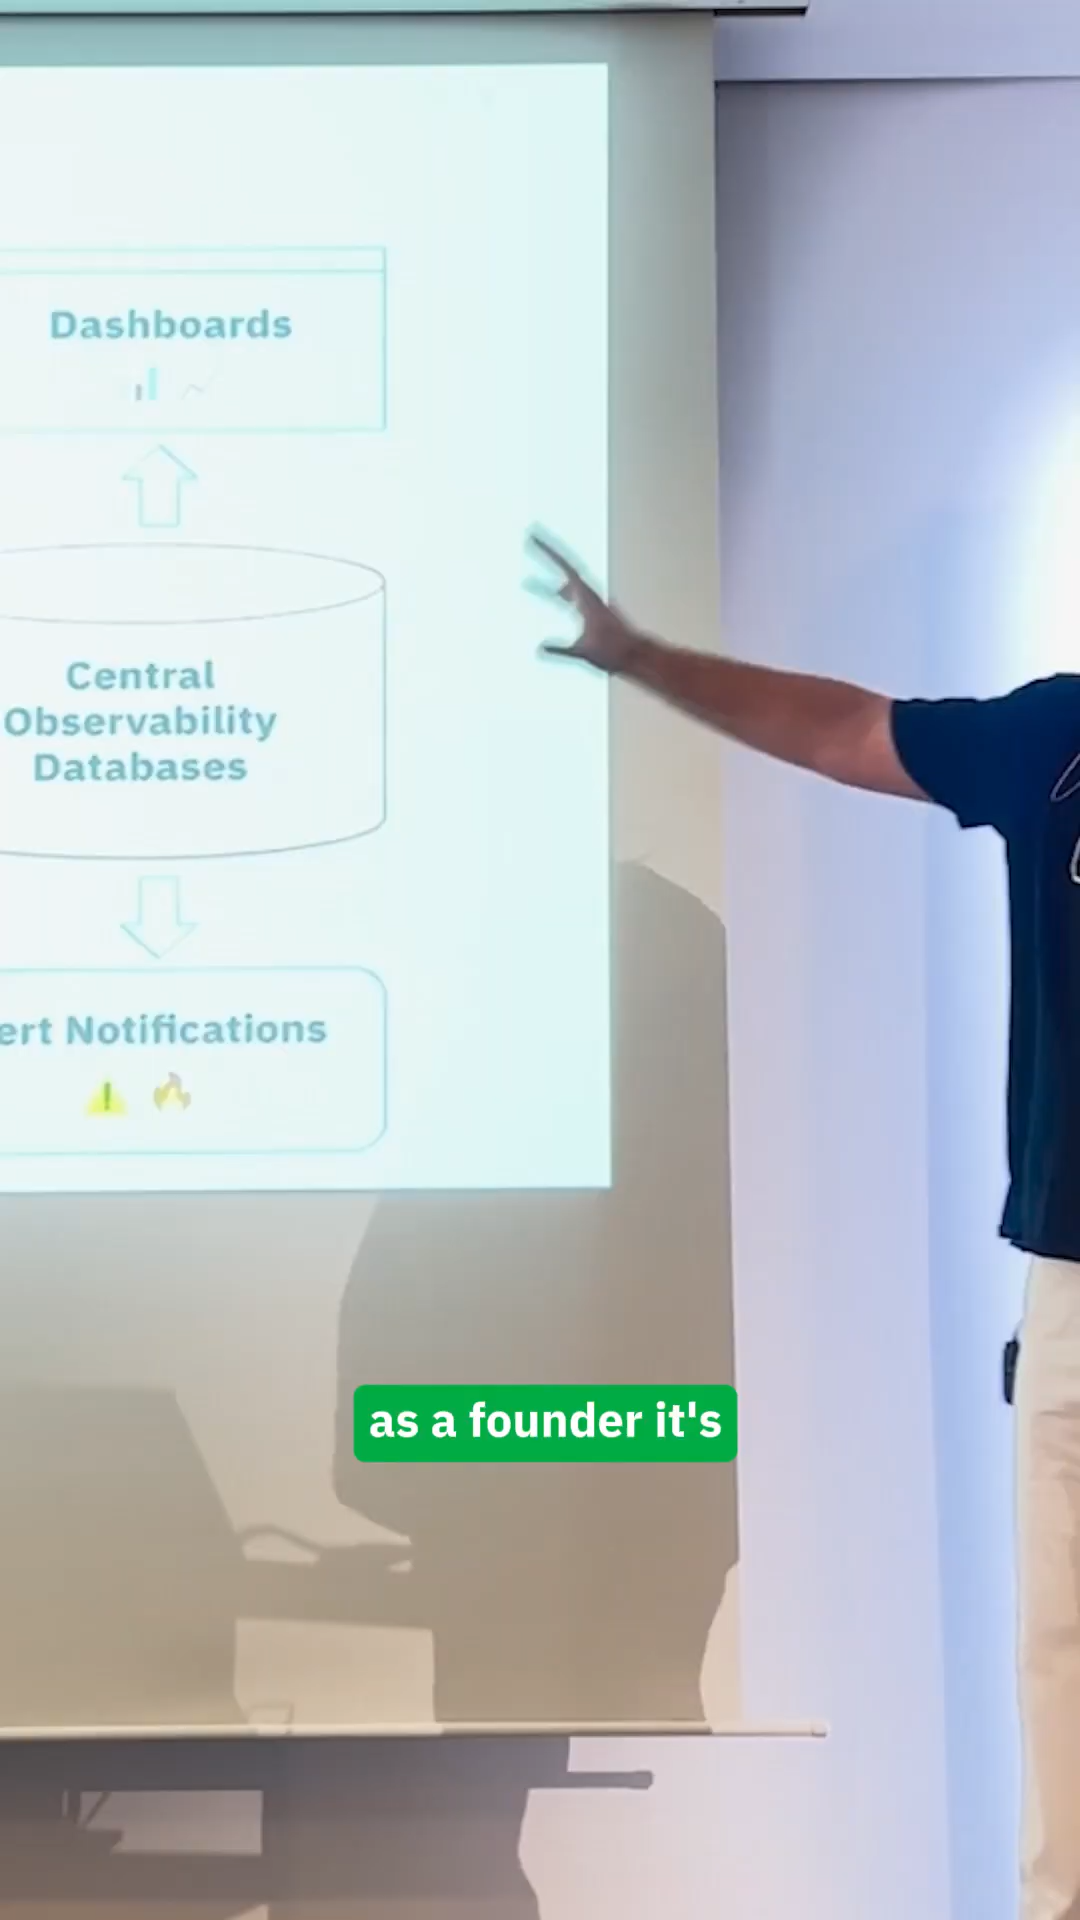 Dashboards
Central
Observability
Databases
ert Notifications
as a founder it's